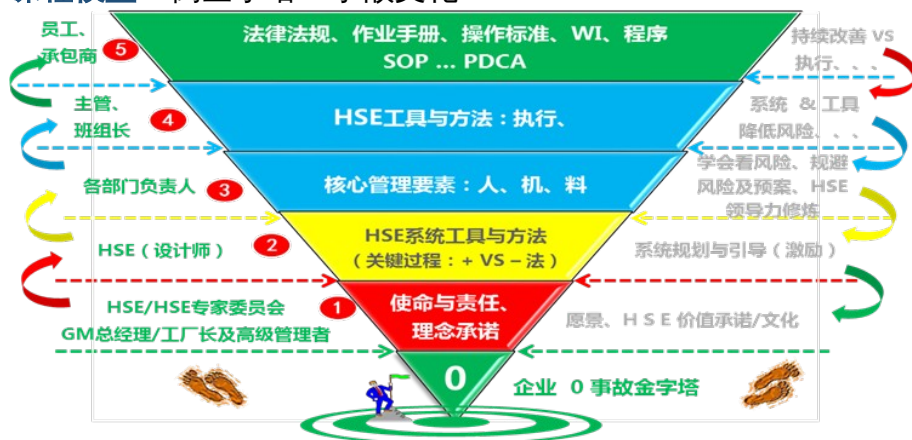 员工、
承包商
5
法律法规、作业手册、操作标准、WI、程序
SOP ... PDCA
持续改善 VS
执行、、、
主管、
班组长
4
HSE工具与方法：执行、
系统 & 工具
降低风险、、、
各部门负责人
3
核心管理要素：人、机、料
学会看风险、规避
风险及预案、HSE
领导力修炼
HSE（设计师）
2
HSE系统工具与方法
（关键过程：+ VS – 法）
系统规划与引导（激励）
HSE/HSE专家委员会
GM总经理/工厂长及高级管理者
1
使命与责任、
理念承诺
愿景、HSE价值承诺/文化
0
企业 0 事故金字塔